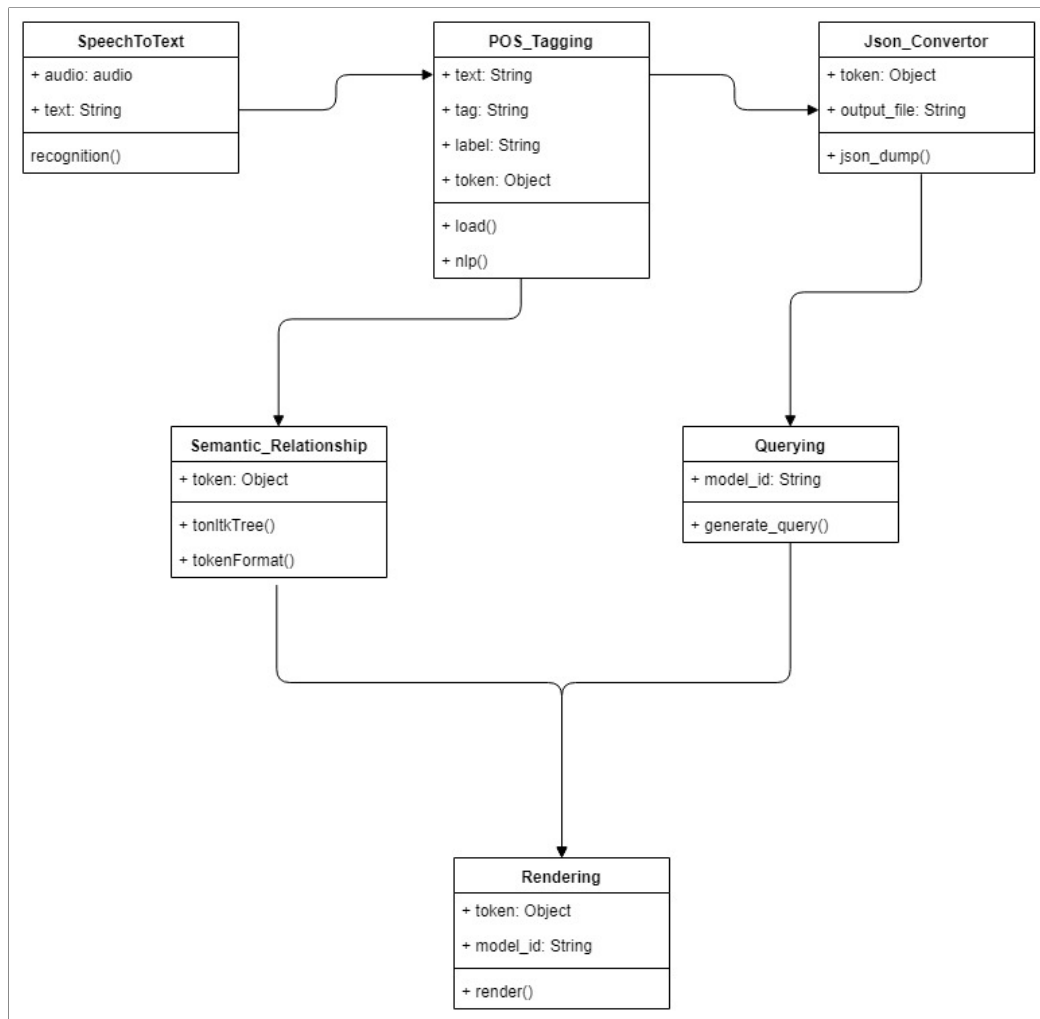 SpeechToText
+ audio: audio
+ text: String
recognition()
POS_Tagging
+ text: String
+ tag: String
+ label: String
+ token: Object
+ load()
+ nlp()
Json_Convertor
+ token: Object
+ output_file: String
+ json_dump()
Semantic_Relationship
+ token: Object
+ tonltkTree()
+ tokenFormat()
Querying
+ model_id: String
+ generate_query()
Rendering
+ token: Object
+ model_id: String
+ render()